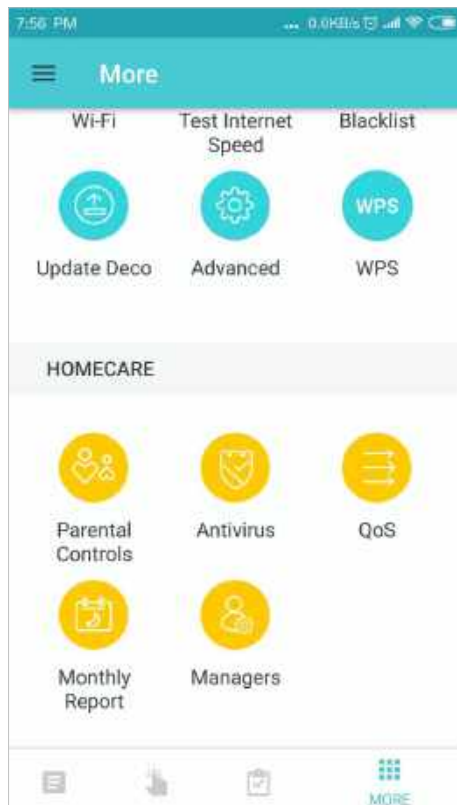 7:56 PM ... 0.0KB/s
More
Wi-Fi Test Internet Blacklist
Speed
WPS
Update Deco Advanced WPS
HOMECARE
Parental Antivirus QoS
Controls
Monthly Managers
Report
MORE